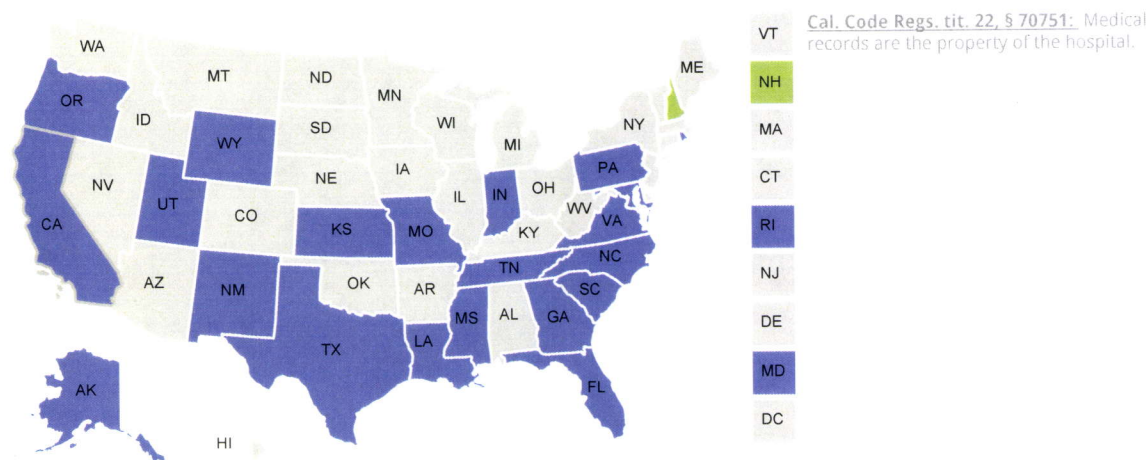 WA
MT
ND
MN
ME
OR
ID
WY
SD
WI
MI
NY
NV
UT
CO
NE
IA
IL
IN
OH
PA
CA
KS
MO
KY
WV
VA
AZ
NM
OK
AR
TN
NC
SC
TX
LA
MS
AL
GA
FL
AK
HI
VT
NH
MA
CT
RI
NJ
DE
MD
DC
Cal. Code Regs. tit. 22, § 70751: Medical
records are the property of the hospital.